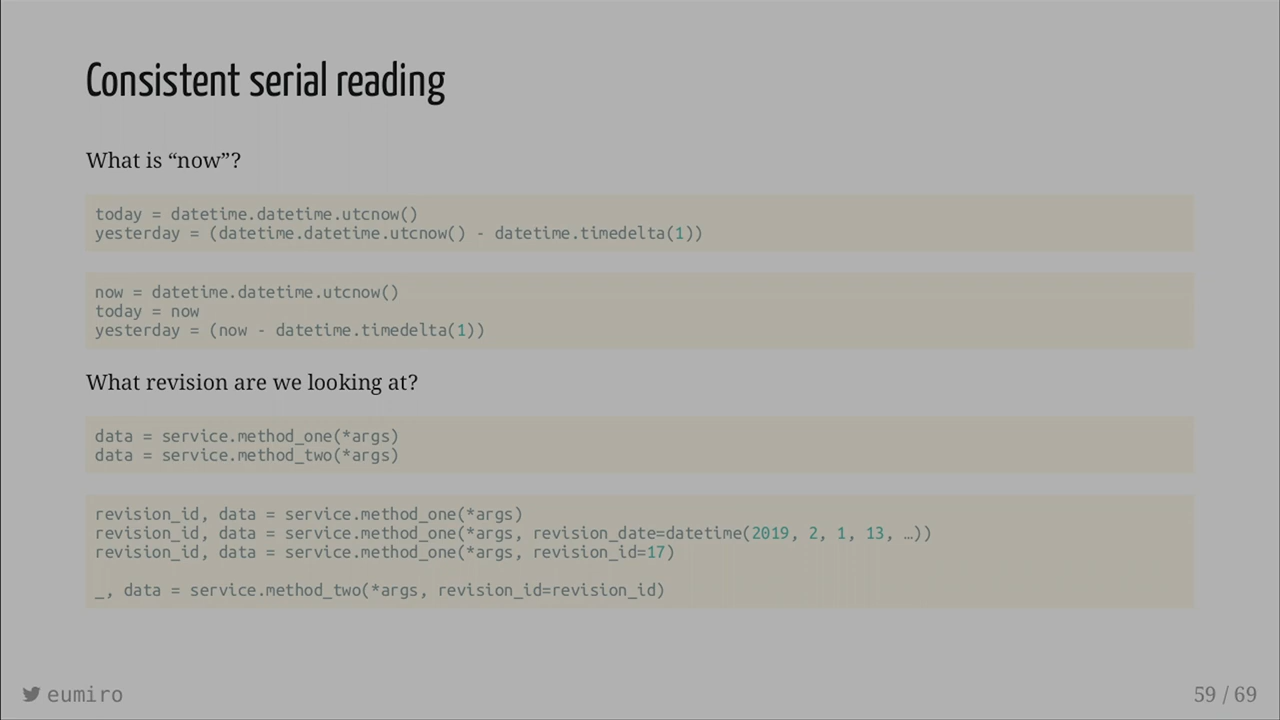 Consistent serial reading
What is “now”?
today = datetime.datetime.utcnow()
yesterday = (datetime.datetime.utcnow() - datetime.timedelta(1))
now = datetime.datetime.utcnow()
today = now
yesterday = (now - datetime.timedelta(1))
What revision are we looking at?
data = service.method_one(*args)
data = service.method_two(*args)
revision_id, data = service.method_one(*args)
revision_id, data = service.method_one(*args, revision_date=datetime(2019, 2, 1, 13, …))
revision_id, data = service.method_one(*args, revision_id=17)
_, data = service.method_two(*args, revision_id=revision_id)
eumiro
59 / 69